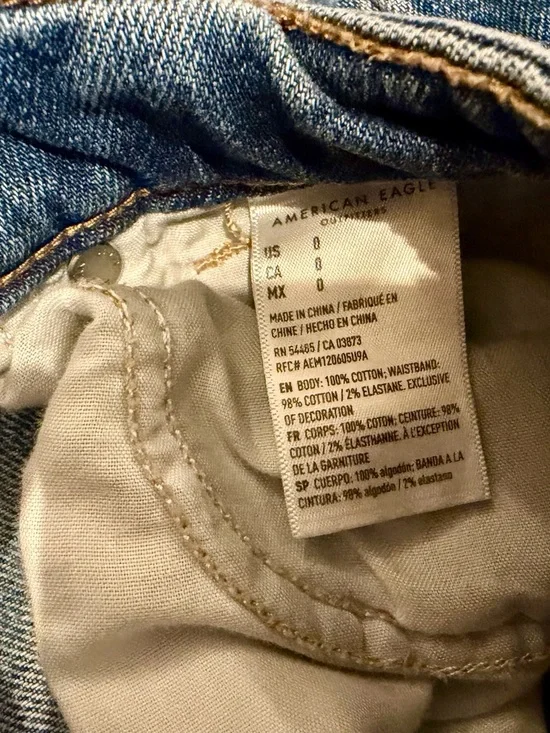 AMERICAN EAGLE
OUTFITTERS
US 0
CA 0
MX 0
MADE IN CHINA / FABRIQUÉ EN
CHINE / HECHO EN CHINA
RN 54485 / CA 03873
RFC# AEM120605U9A
EN BODY: 100% COTTON; WAISTBAND:
98% COTTON / 2% ELASTANE. EXCLUSIVE
OF DECORATION
FR CORPS: 100% COTON; CEINTURE: 98%
COTON / 2% ÉLASTHANNE. À L'EXCEPTION
DE LA GARNITURE
SP CUERPO: 100% algodón; BANDA A LA
CINTURA: 98% algodón / 2% elastano